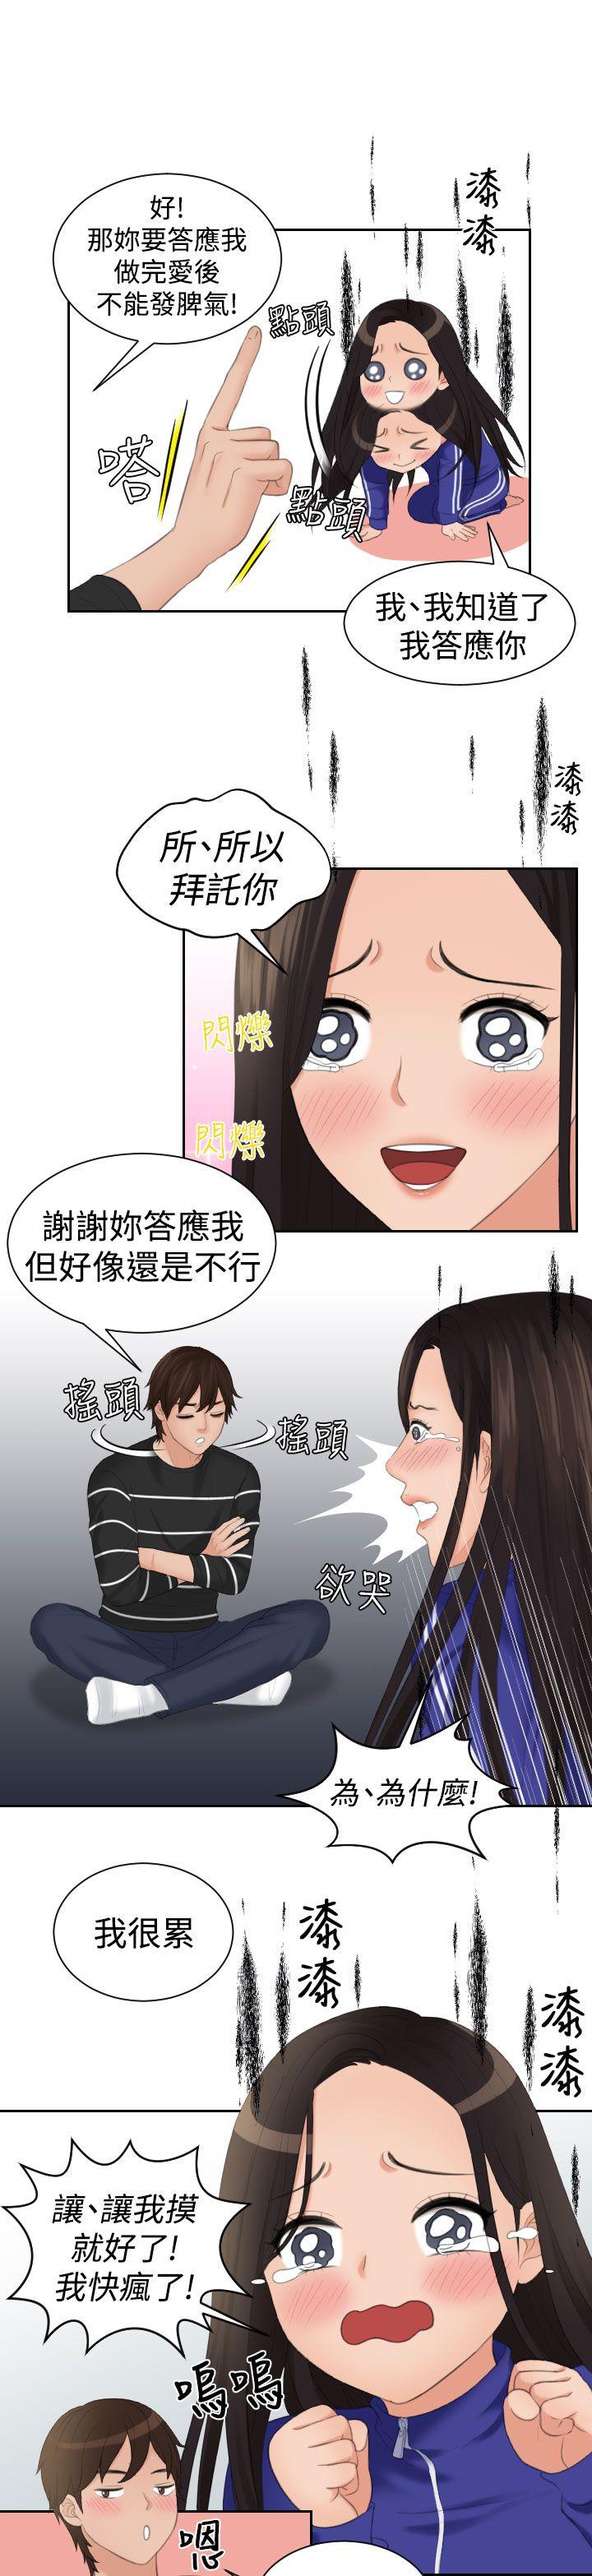 漆
漆
好!
那妳要答應我
做完愛後
不能發脾氣!
點頭
嗒
點頭
我、我知道了
我答應你
漆
漆
所、所以
拜託你
閃爍
閃爍
謝謝妳答應我
但好像還是不行
搖頭
搖頭
欲哭
為、為什麼!
我很累
漆
漆
漆
漆
讓、讓我摸
就好了!
我快瘋了!
嗚嗚
嗯